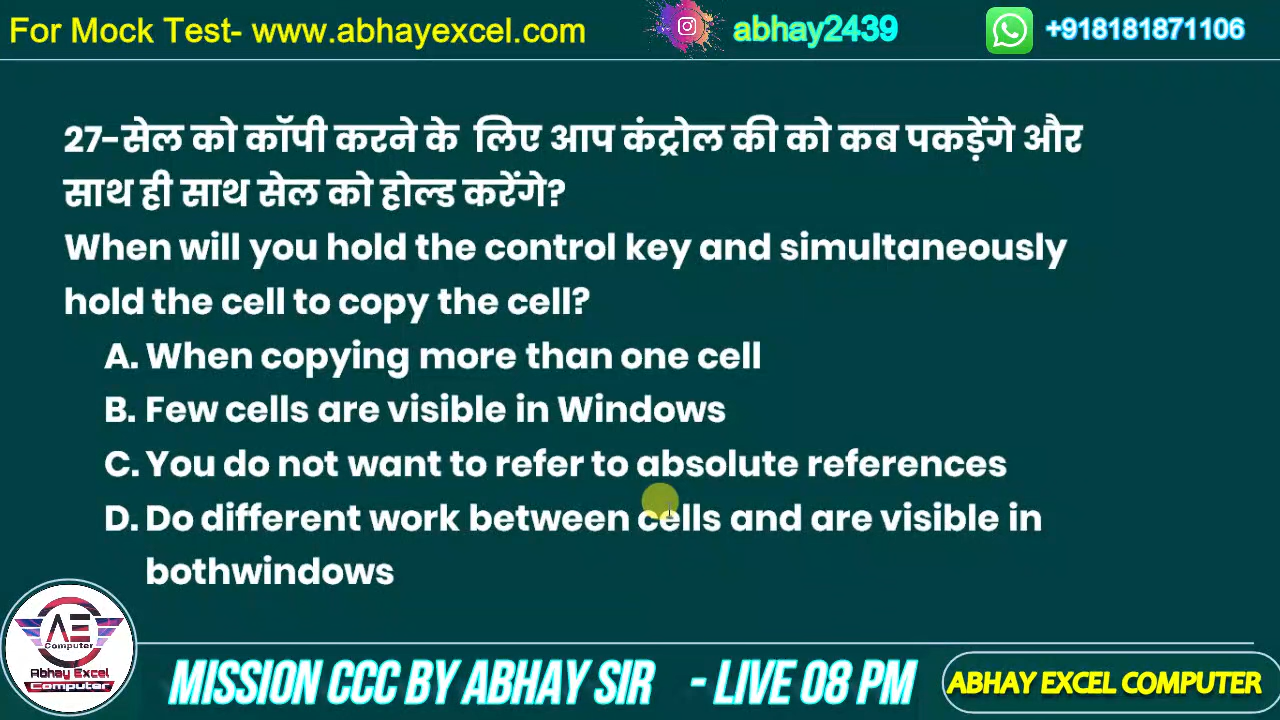 For Mock Test- www.abhayexcel.com
abhay2439
+918181871106
27-सेल को कॉपी करने के लिए आप कंट्रोल की को कब पकड़ेंगे और
साथ ही साथ सेल को होल्ड करेंगे?
When will you hold the control key and simultaneously
hold the cell to copy the cell?
A. When copying more than one cell
B. Few cells are visible in Windows
C. You do not want to refer to absolute references
D. Do different work between cells and are visible in
bothwindows
AE
Computer
Abhay Excel
Computer
MISSION CCC BY ABHAY SIR - LIVE 08 PM
ABHAY EXCEL COMPUTER